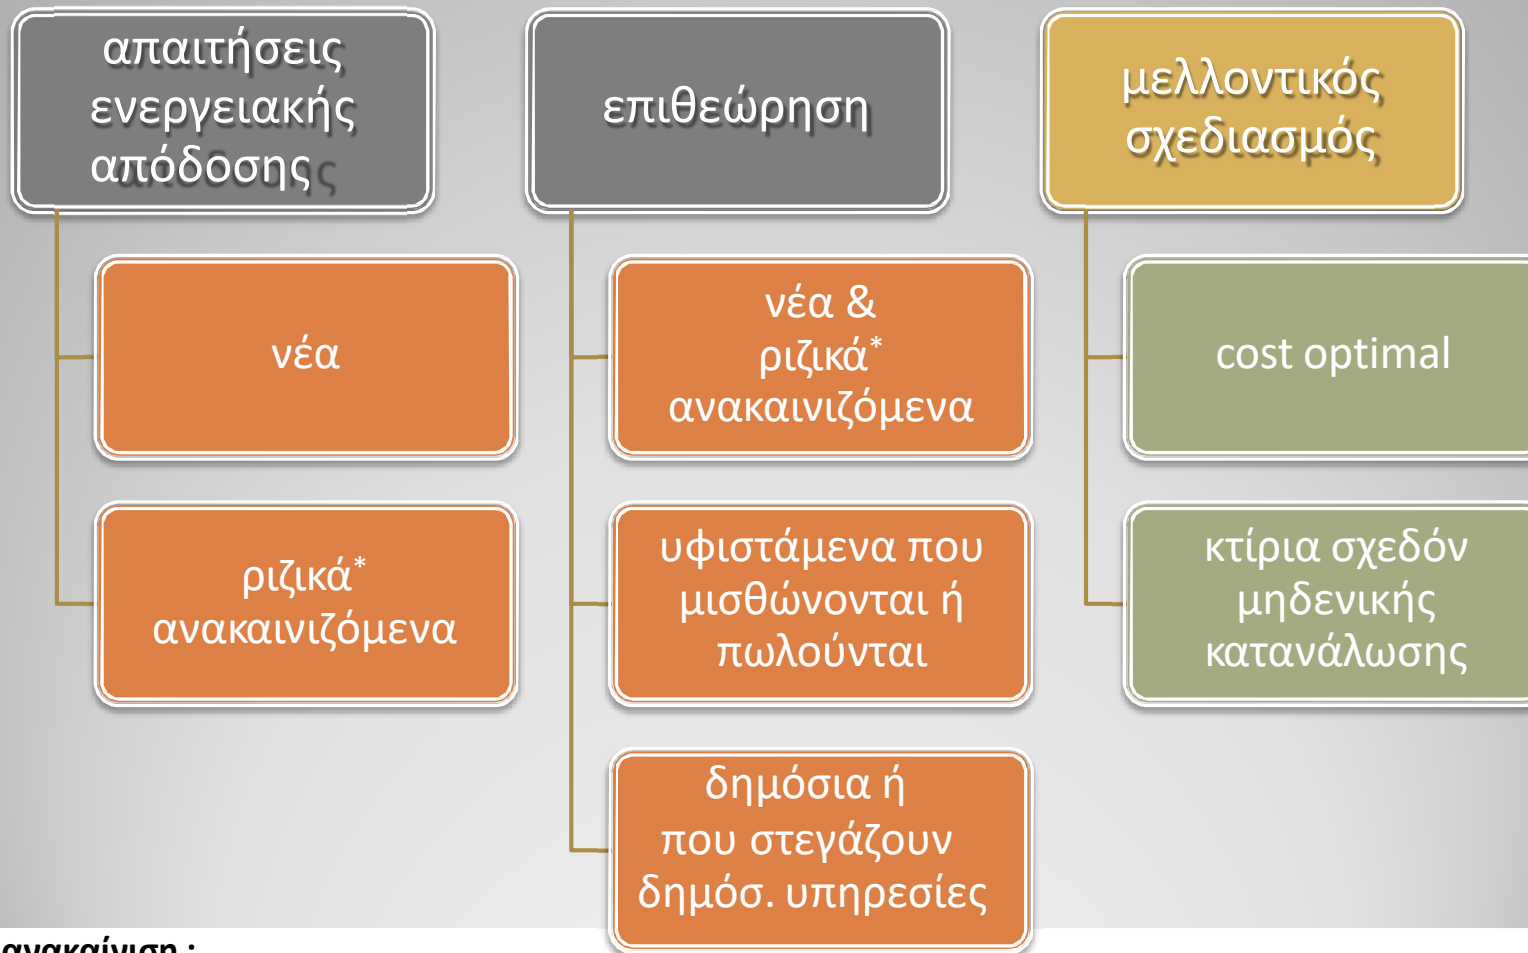 απαιτήσεις
ενεργειακής
απόδοσης
νέα
ριζικά*
ανακαινιζόμενα
επιθεώρηση
νέα &
ριζικά*
ανακαινιζόμενα
υφιστάμενα που
μισθώνονται ή
πωλούνται
δημόσια ή
που στεγάζουν
δημόσ. υπηρεσίες
μελλοντικός
σχεδιασμός
cost optimal
κτίρια σχεδόν
μηδενικής
κατανάλωσης
ανακαίνιση :